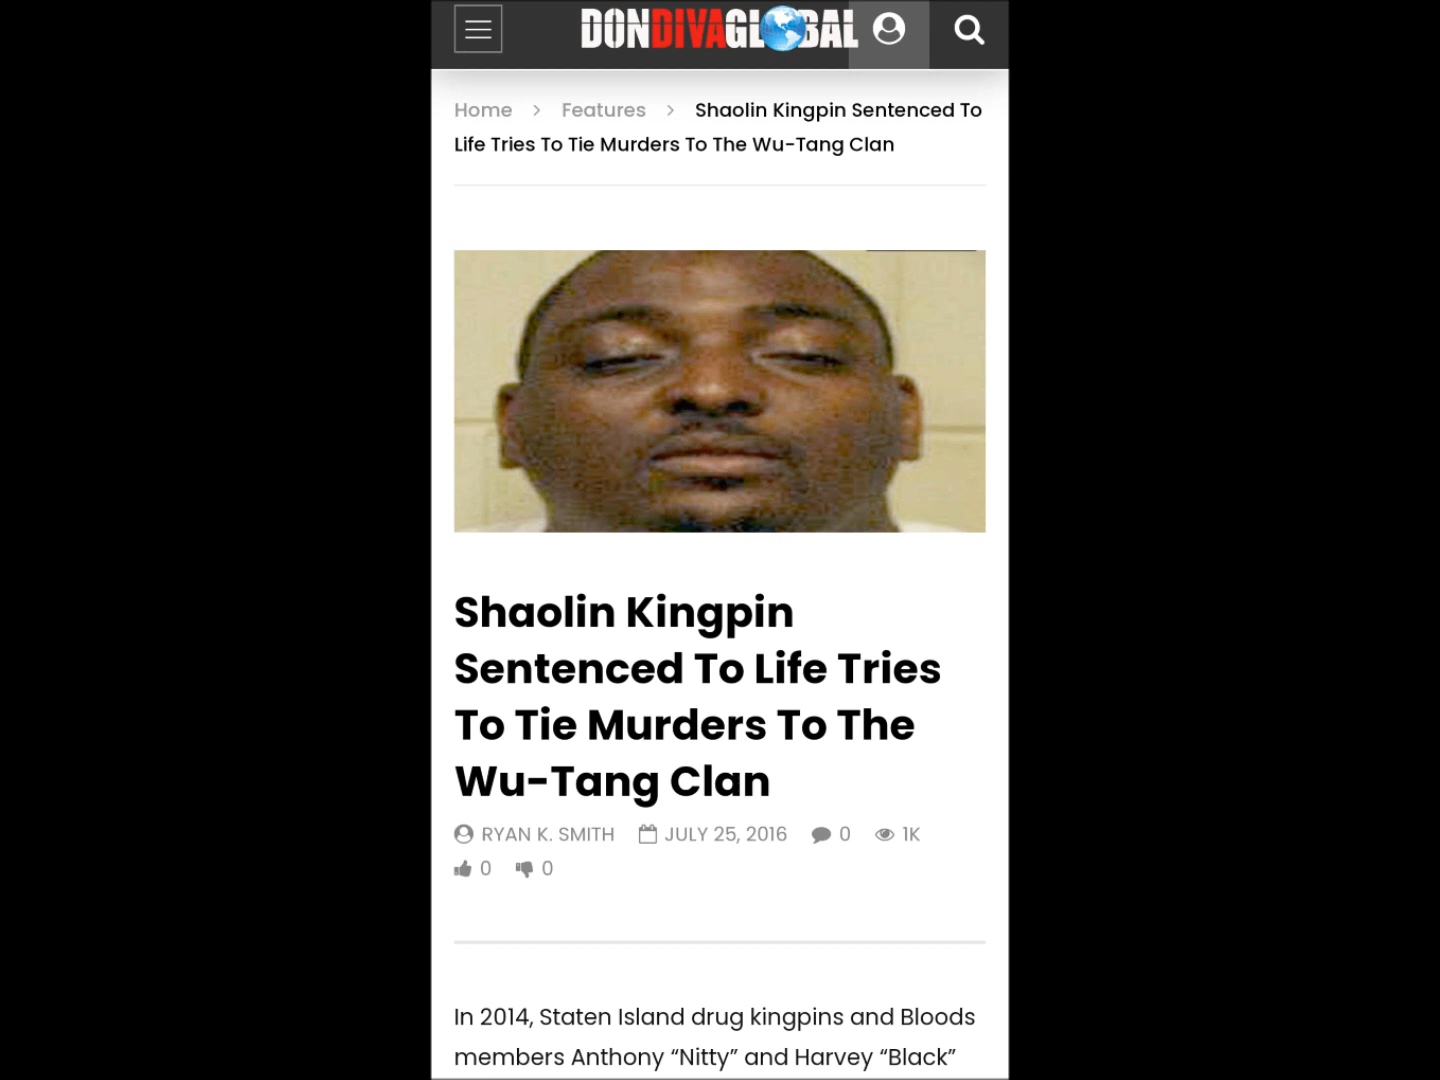 DONDIVAGLOBAL
Home > Features > Shaolin Kingpin Sentenced To
Life Tries To Tie Murders To The Wu-Tang Clan
Shaolin Kingpin
Sentenced To Life Tries
To Tie Murders To The
Wu-Tang Clan
RYAN K. SMITH JULY 25, 2016 0 1K
0 0
In 2014, Staten Island drug kingpins and Bloods
members Anthony “Nitty” and Harvey “Black”